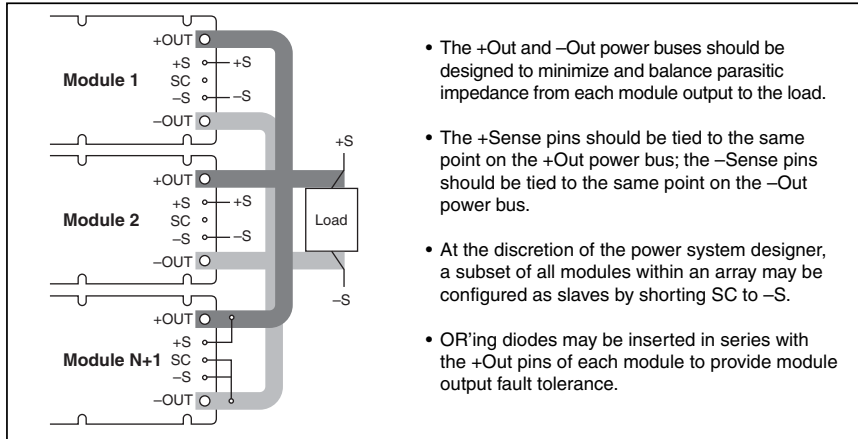 +OUT
+S
+S
Module 1
SC
–S
–S
–OUT
+OUT
+S
+S
Module 2
SC
–S
–S
–OUT
+OUT
+S
Module N+1
SC
–S
–OUT
+S
Load
–S
• The +Out and –Out power buses should be
designed to minimize and balance parasitic
impedance from each module output to the load.
• The +Sense pins should be tied to the same
point on the +Out power bus; the –Sense pins
should be tied to the same point on the –Out
power bus.
• At the discretion of the power system designer,
a subset of all modules within an array may be
configured as slaves by shorting SC to –S.
• OR'ing diodes may be inserted in series with
the +Out pins of each module to provide module
output fault tolerance.